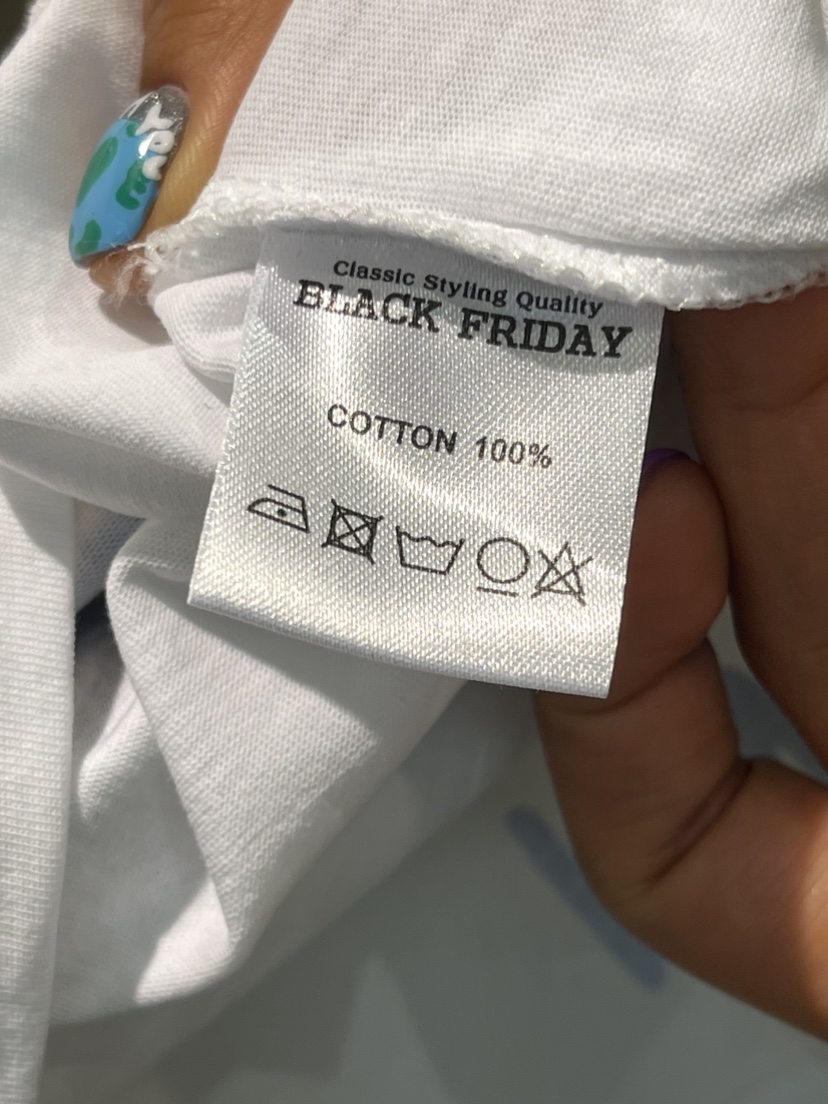 Classic Styling Quality
BLACK FRIDAY
COTTON 100%